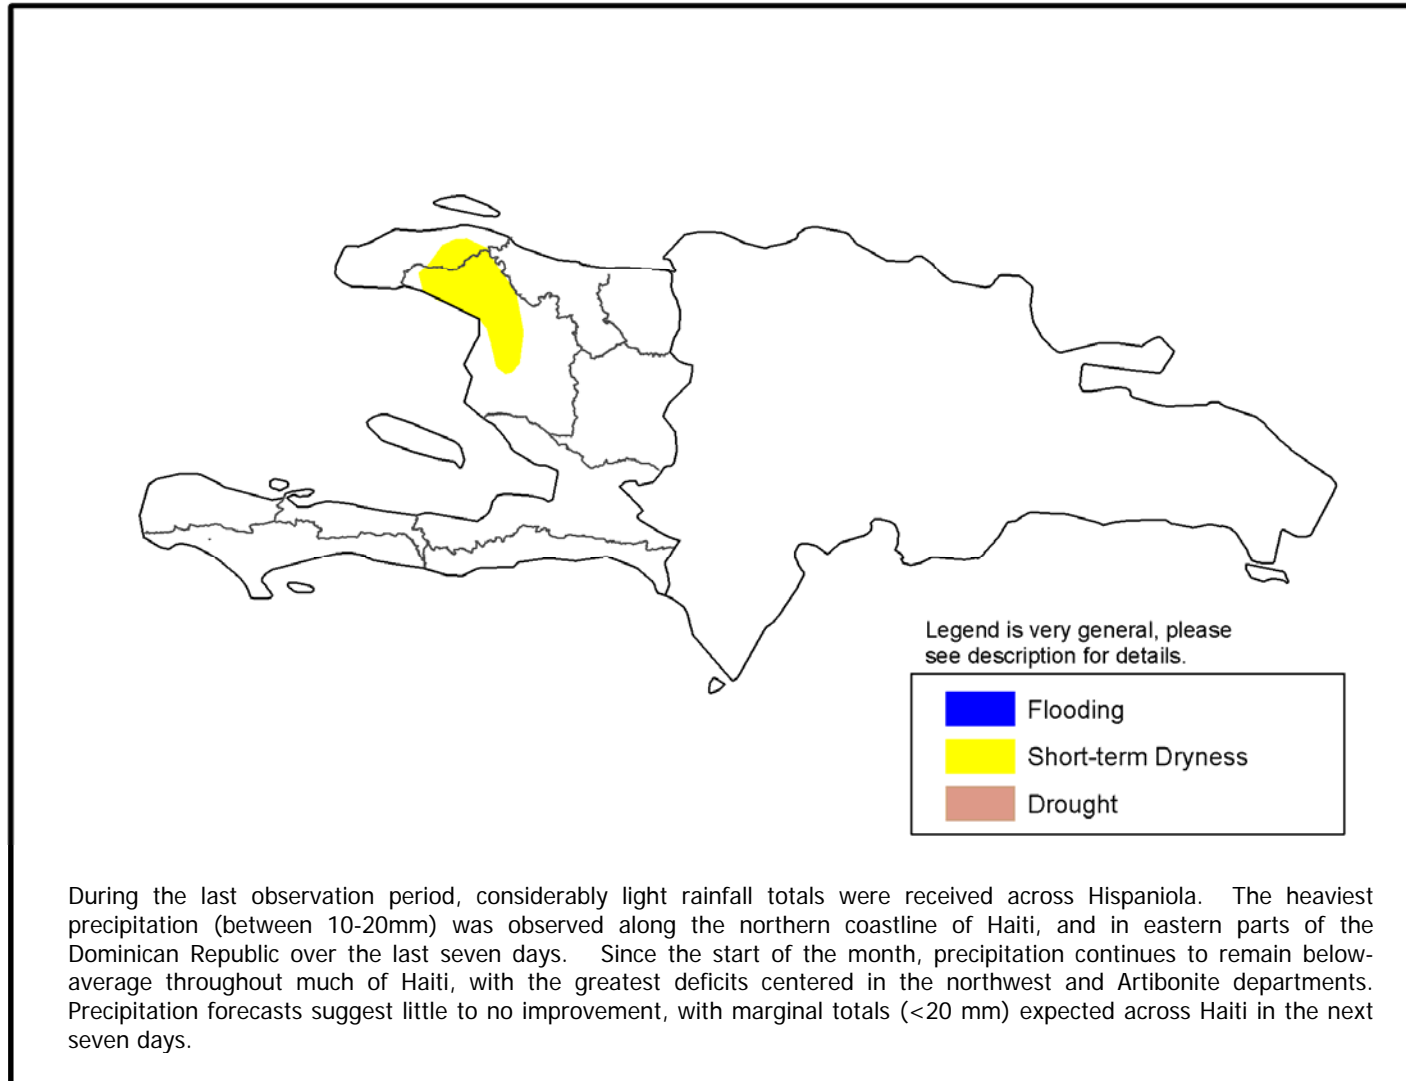 Legend is very general, please
see description for details.
Flooding
Short-term Dryness
Drought
During the last observation period, considerably light rainfall totals were received across Hispaniola. The heaviest
precipitation (between 10-20mm) was observed along the northern coastline of Haiti, and in eastern parts of the
Dominican Republic over the last seven days. Since the start of the month, precipitation continues to remain below-
average throughout much of Haiti, with the greatest deficits centered in the northwest and Artibonite departments.
Precipitation forecasts suggest little to no improvement, with marginal totals (<20 mm) expected across Haiti in the next
seven days.